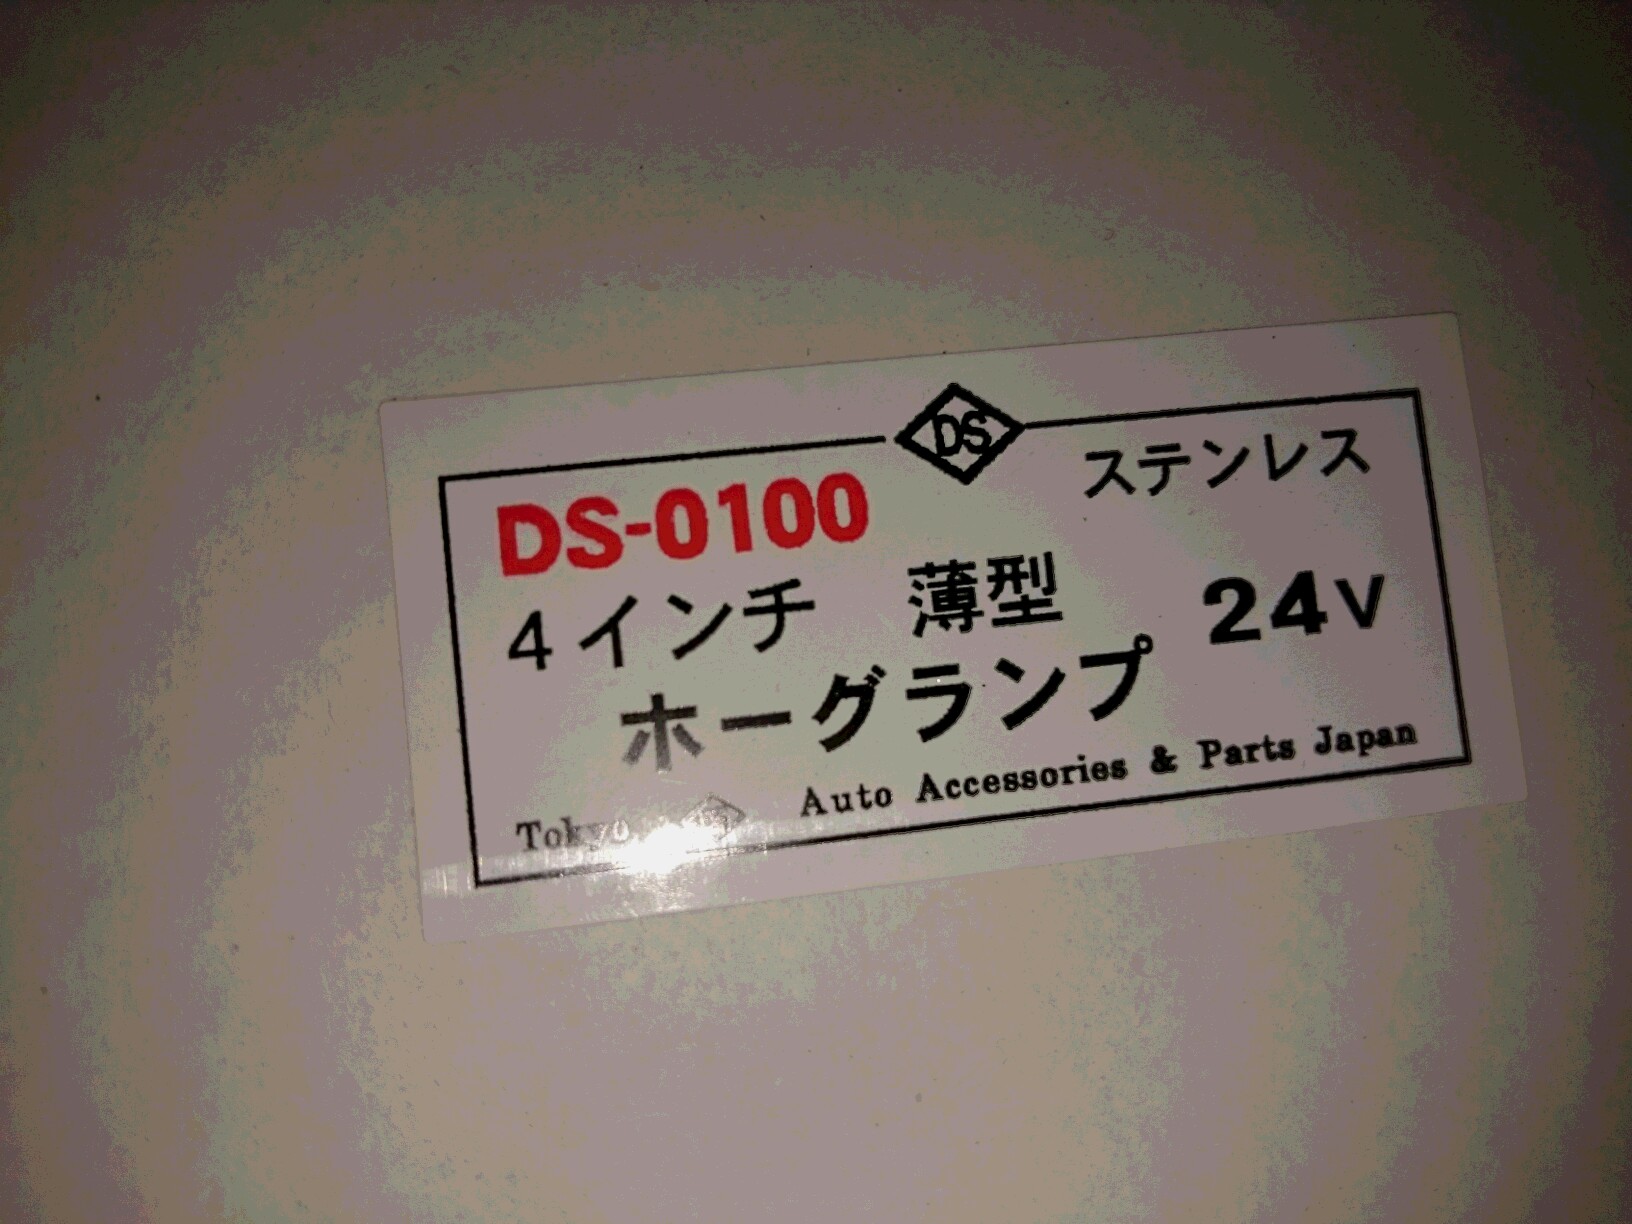 DS
DS-0100 ステンレス
4インチ 薄型 24V
ホーグランプ
Tokyo Auto Accessories & Parts Japan